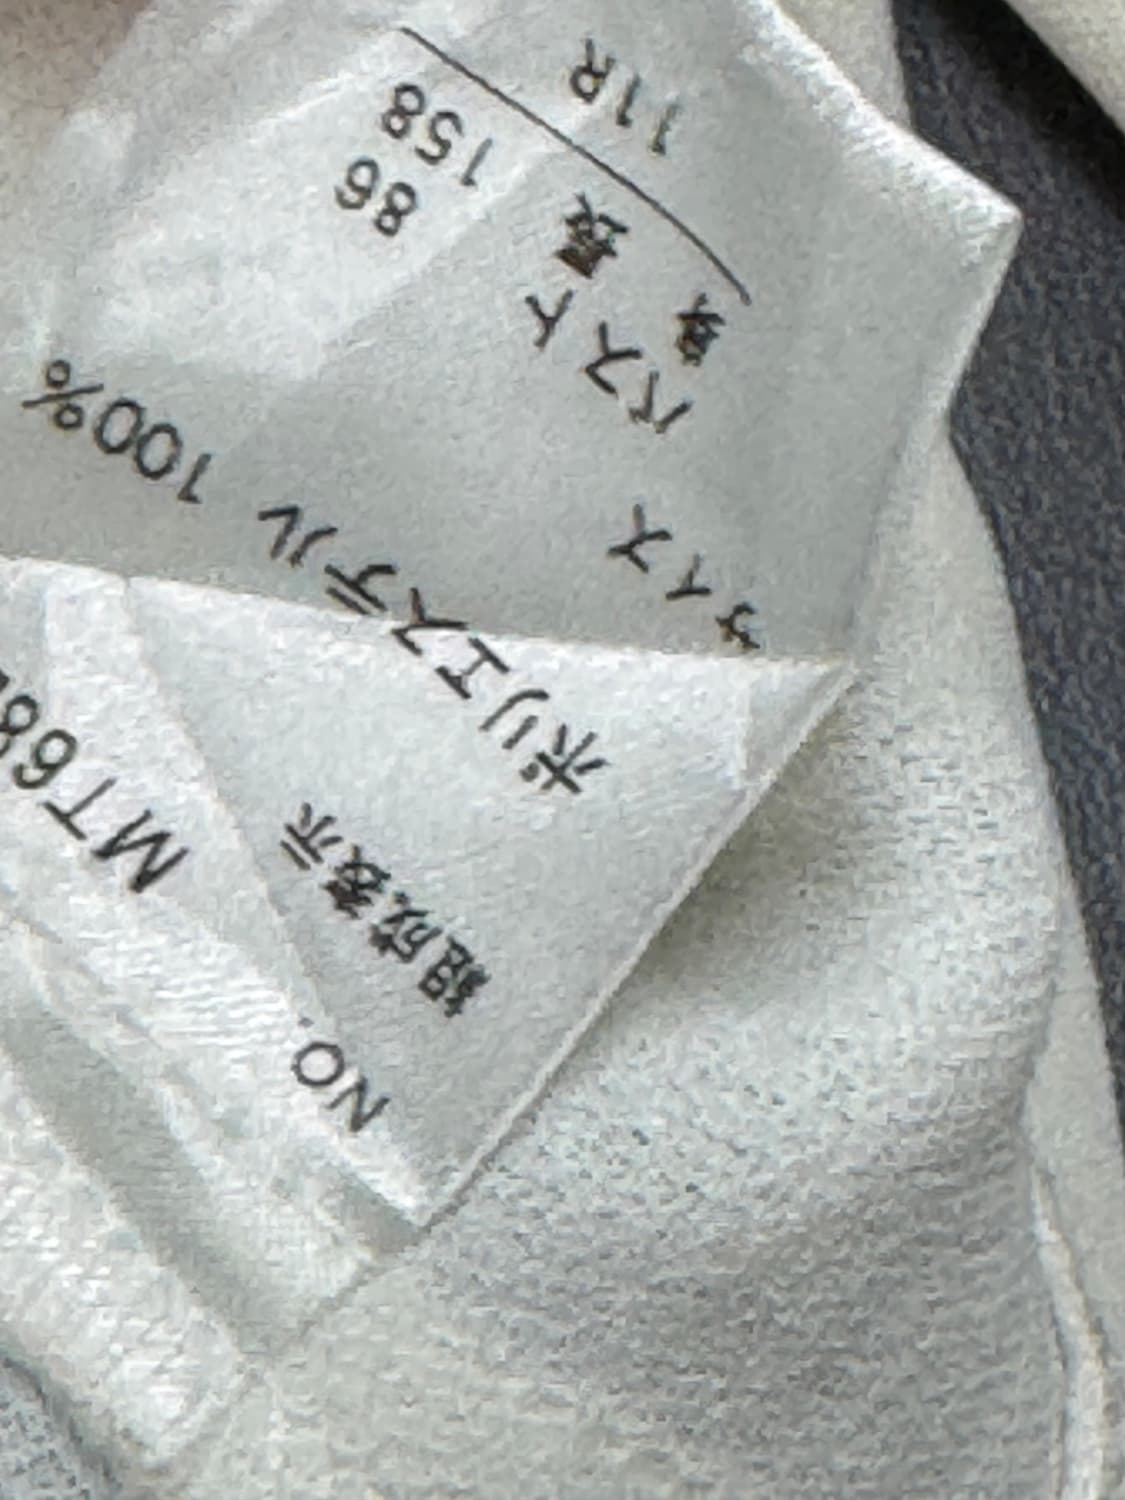 NO. MT68
組成表示
ポリエステル 100%
サイズ
バスト 86
身長 158
11R